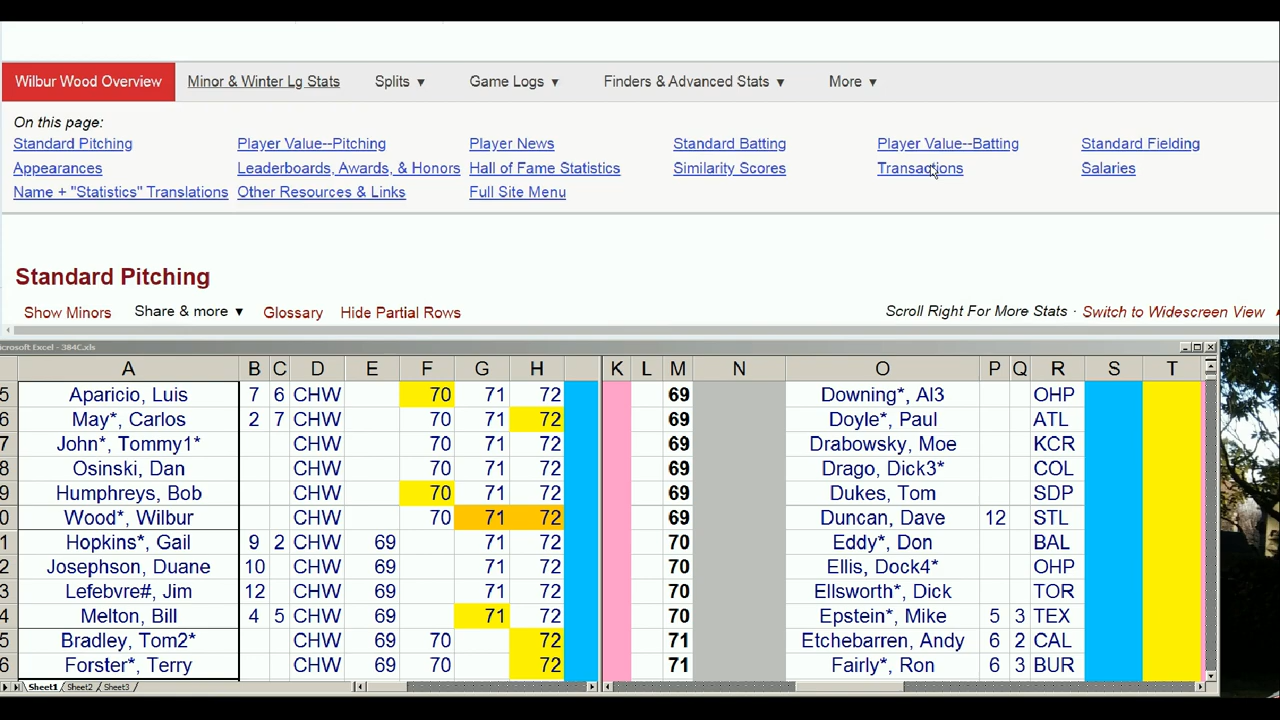 Wilbur Wood Overview Minor & Winter Lg Stats Splits ▼ Game Logs ▼ Finders & Advanced Stats ▼ More ▼
On this page:
Standard Pitching Player Value--Pitching Player News Standard Batting Player Value--Batting Standard Fielding
Appearances Leaderboards, Awards, & Honors Hall of Fame Statistics Similarity Scores Transactions Salaries
Name + "Statistics" Translations Other Resources & Links Full Site Menu
Standard Pitching
Show Minors Share & more ▼ Glossary Hide Partial Rows Scroll Right For More Stats · Switch to Widescreen View
crosoft Excel - 384C.xls
A B C D E F G H K L M N O P Q R S T
5 Aparicio, Luis 7 6 CHW 70 71 72 69 Downing*, Al3 OHP
6 May*, Carlos 2 7 CHW 70 71 72 69 Doyle*, Paul ATL
7 John*, Tommy1* CHW 70 71 72 69 Drabowsky, Moe KCR
8 Osinski, Dan CHW 70 71 72 69 Drago, Dick3* COL
9 Humphreys, Bob CHW 70 71 72 69 Dukes, Tom SDP
0 Wood*, Wilbur CHW 70 71 72 69 Duncan, Dave 12 STL
1 Hopkins*, Gail 9 2 CHW 69 71 72 70 Eddy*, Don BAL
2 Josephson, Duane 10 CHW 69 71 72 70 Ellis, Dock4* OHP
3 Lefebvre#, Jim 12 CHW 69 71 72 70 Ellsworth*, Dick TOR
4 Melton, Bill 4 5 CHW 69 71 72 70 Epstein*, Mike 5 3 TEX
5 Bradley, Tom2* CHW 69 70 72 71 Etchebarren, Andy 6 2 CAL
6 Forster*, Terry CHW 69 70 72 71 Fairly*, Ron 6 3 BUR
Sheet1 Sheet2 Sheet3